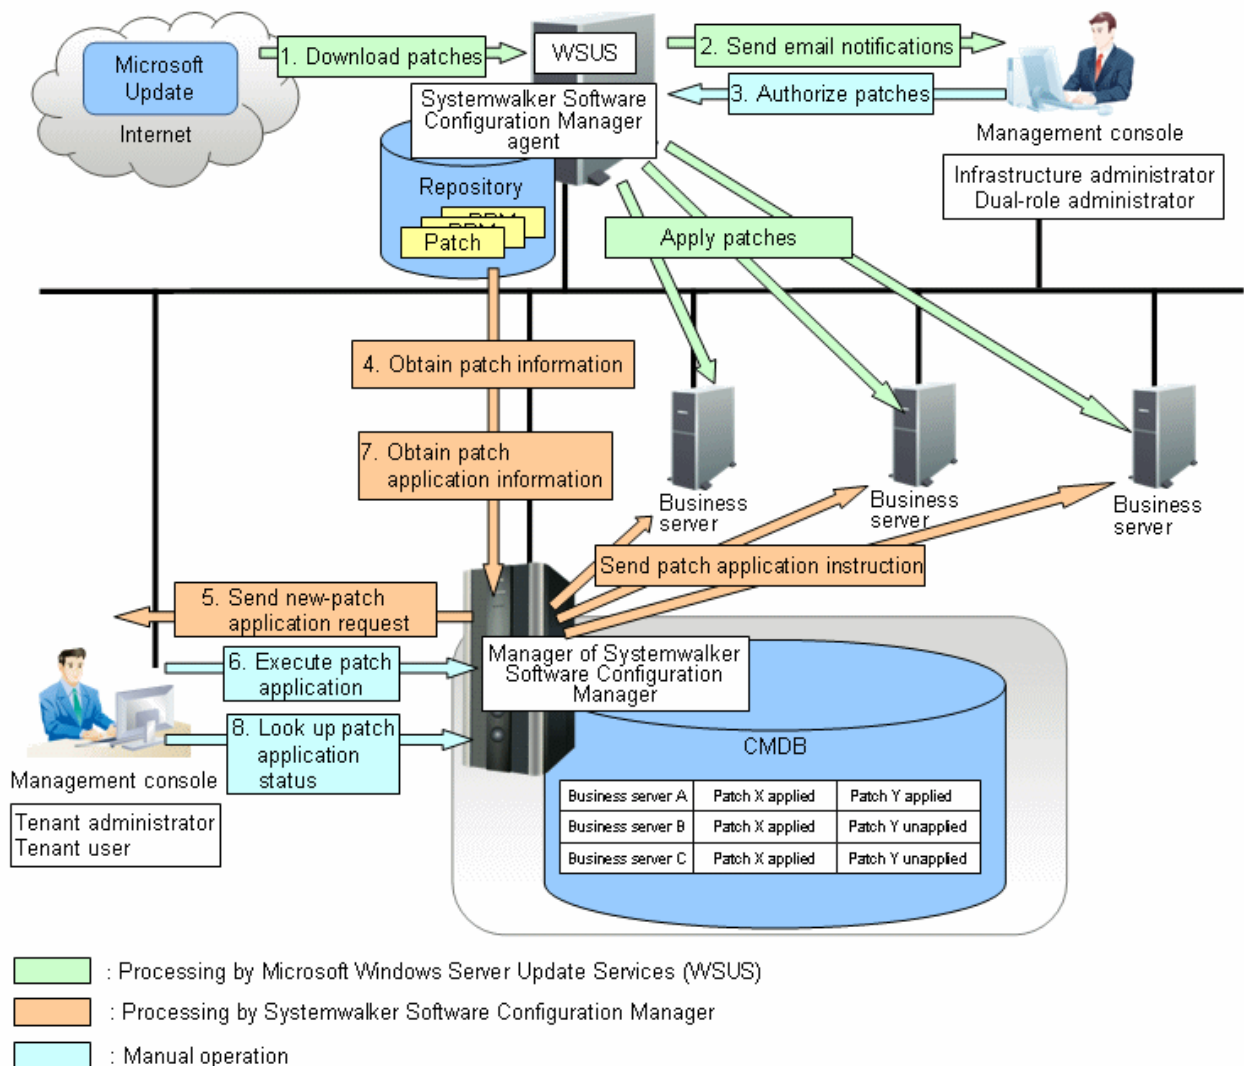 Microsoft
Update
Internet
1. Download patches
WSUS
2. Send email notifications
3. Authorize patches
Systemwalker Software
Configuration Manager
agent
Management console
Infrastructure administrator
Dual-role administrator
Repository
Patch
Apply patches
4. Obtain patch information
7. Obtain patch
application information
Business
server
Business
server
Business
server
Send patch application instruction
5. Send new-patch
application request
6. Execute patch
application
8. Look up patch
application
status
Manager of Systemwalker
Software Configuration
Manager
Management console
Tenant administrator
Tenant user
CMDB
Business server A Patch X applied Patch Y applied
Business server B Patch X applied Patch Y unapplied
Business server C Patch X applied Patch Y unapplied
: Processing by Microsoft Windows Server Update Services (WSUS)
: Processing by Systemwalker Software Configuration Manager
: Manual operation